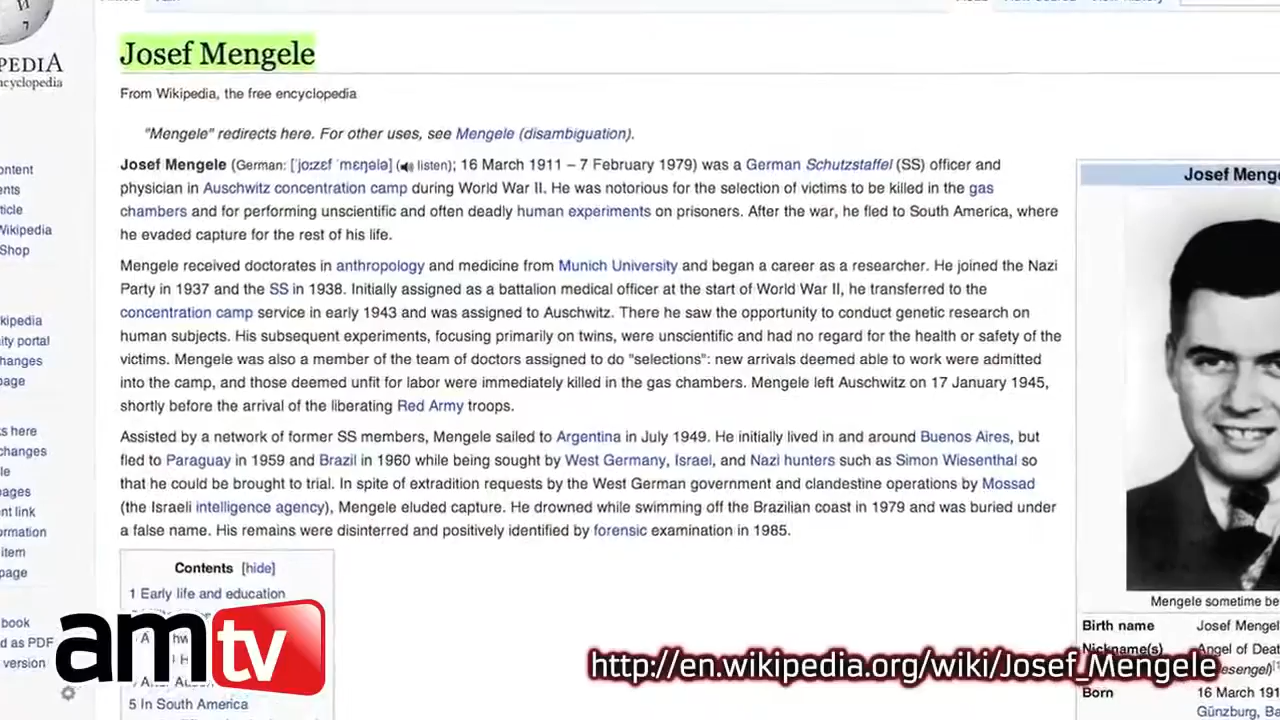 PEDIA
cyclopedia
Josef Mengele
From Wikipedia, the free encyclopedia
"Mengele" redirects here. For other uses, see Mengele (disambiguation).
Josef Mengele (German: [ˈjoːzɛf ˈmɛŋələ] ( listen); 16 March 1911 – 7 February 1979) was a German Schutzstaffel (SS) officer and
physician in Auschwitz concentration camp during World War II. He was notorious for the selection of victims to be killed in the gas
chambers and for performing unscientific and often deadly human experiments on prisoners. After the war, he fled to South America, where
he evaded capture for the rest of his life.
Mengele received doctorates in anthropology and medicine from Munich University and began a career as a researcher. He joined the Nazi
Party in 1937 and the SS in 1938. Initially assigned as a battalion medical officer at the start of World War II, he transferred to the
concentration camp service in early 1943 and was assigned to Auschwitz. There he saw the opportunity to conduct genetic research on
human subjects. His subsequent experiments, focusing primarily on twins, were unscientific and had no regard for the health or safety of the
victims. Mengele was also a member of the team of doctors assigned to do "selections": new arrivals deemed able to work were admitted
into the camp, and those deemed unfit for labor were immediately killed in the gas chambers. Mengele left Auschwitz on 17 January 1945,
shortly before the arrival of the liberating Red Army troops.
Assisted by a network of former SS members, Mengele sailed to Argentina in July 1949. He initially lived in and around Buenos Aires, but
fled to Paraguay in 1959 and Brazil in 1960 while being sought by West Germany, Israel, and Nazi hunters such as Simon Wiesenthal so
that he could be brought to trial. In spite of extradition requests by the West German government and clandestine operations by Mossad
(the Israeli intelligence agency), Mengele eluded capture. He drowned while swimming off the Brazilian coast in 1979 and was buried under
a false name. His remains were disinterred and positively identified by forensic examination in 1985.
Contents [hide]
1 Early life and education
5 In South America
ontent
ents
ticle
Wikipedia
Shop
kipedia
ity portal
changes
page
ks here
changes
le
pages
nt link
ormation
item
page
book
d as PDF
version
Josef Menge
Mengele sometime be
Birth name Josef Mengel
Nickname(s) Angel of Deat
esengel)
Born 16 March 191
Günzburg, Ba
amtv
http://en.wikipedia.org/wiki/Josef_Mengele